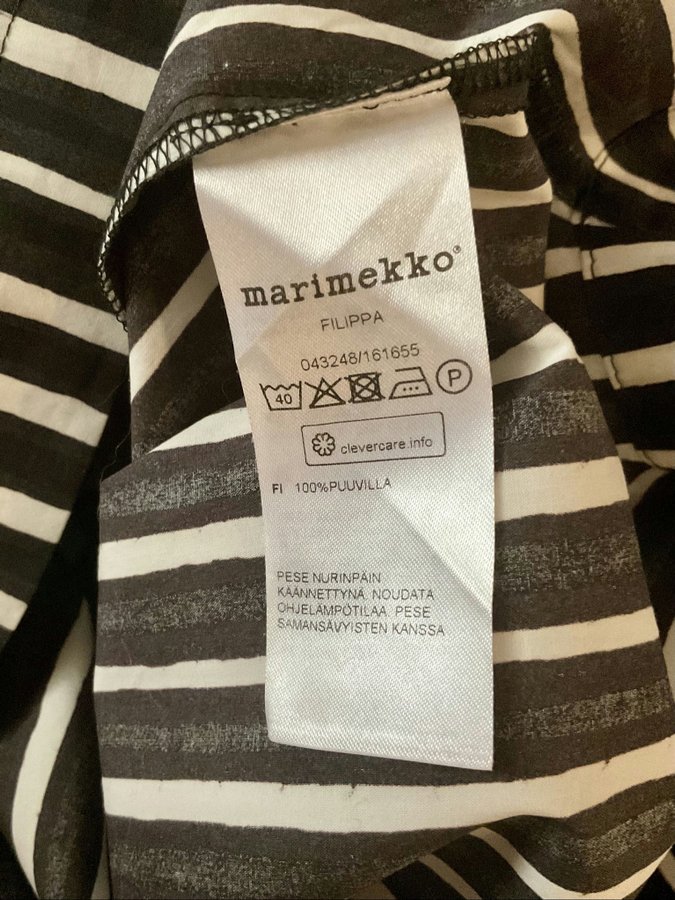 marimekko®
FILIPPA
043248/161655
40 P
clevercare.info
FI 100%PUUVILLA
PESE NURINPÄIN
KÄÄNNETTYNÄ. NOUDATA
OHJELÄMPÖTILAA. PESE
SAMANSÄVYISTEN KANSSA